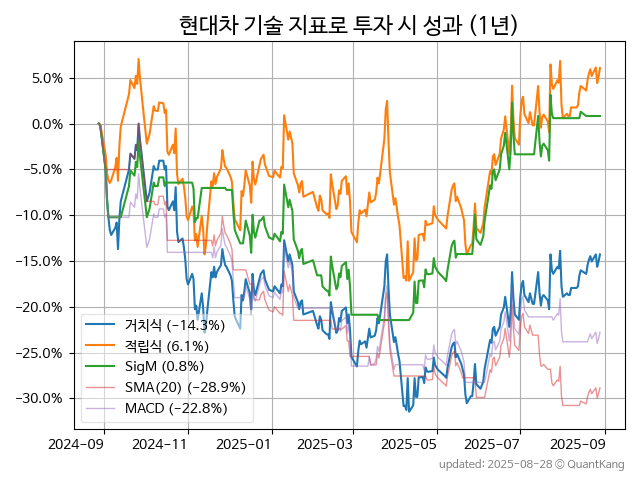 현대차 기술 지표로 투자 시 성과 (1년)
5.0%
0.0%
−5.0%
−10.0%
−15.0%
−20.0%
−25.0%
−30.0%
거치식 (−14.3%)
적립식 (6.1%)
SigM (0.8%)
SMA(20) (−28.9%)
MACD (−22.8%)
2024-09 2024-11 2025-01 2025-03 2025-05 2025-07 2025-09
updated: 2025-08-28 © QuantKang